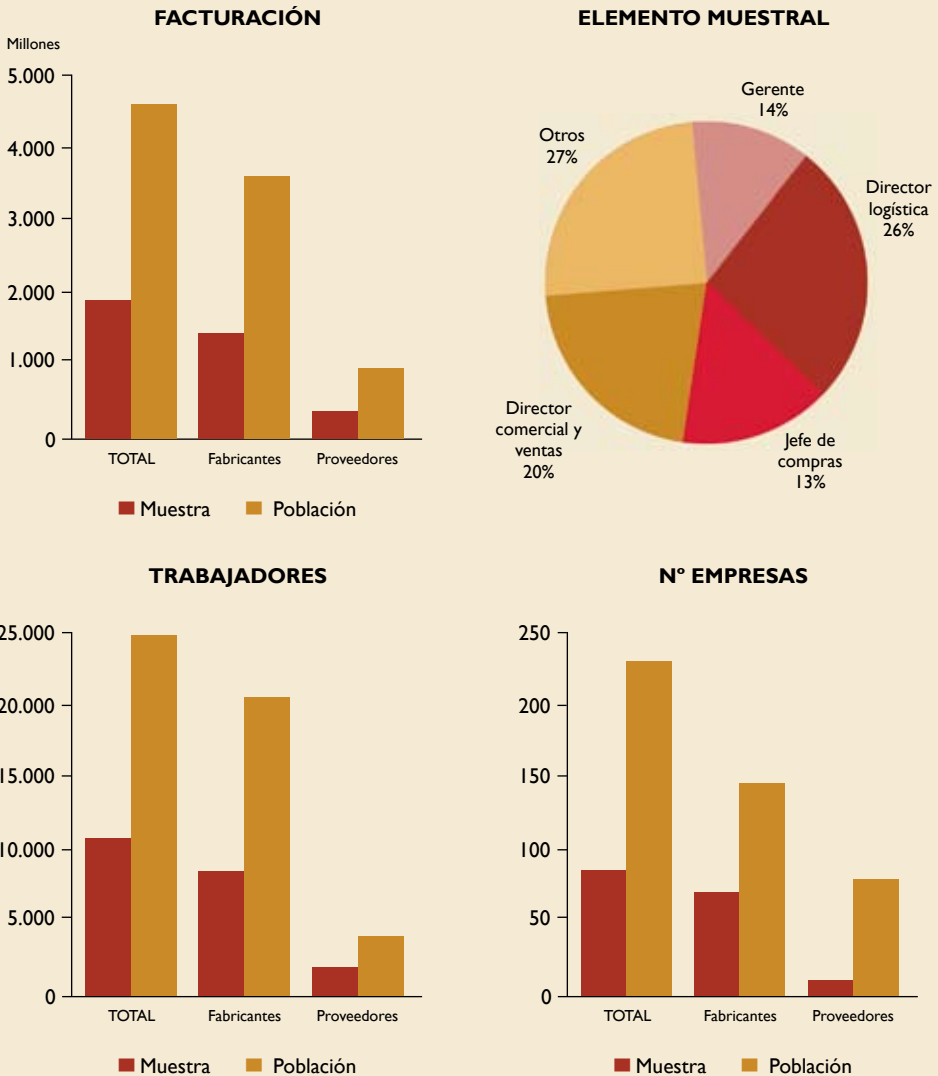 FACTURACIÓN
Millones
5.000
4.000
3.000
2.000
1.000
0
TOTAL
Fabricantes
Proveedores
Muestra
Población
ELEMENTO MUESTRAL
Gerente
14%
Director
logística
26%
Jefe de
compras
13%
Director
comercial y
ventas
20%
Otros
27%
TRABAJADORES
25.000
20.000
15.000
10.000
5.000
0
TOTAL
Fabricantes
Proveedores
Muestra
Población
Nº EMPRESAS
250
200
150
100
50
0
TOTAL
Fabricantes
Proveedores
Muestra
Población